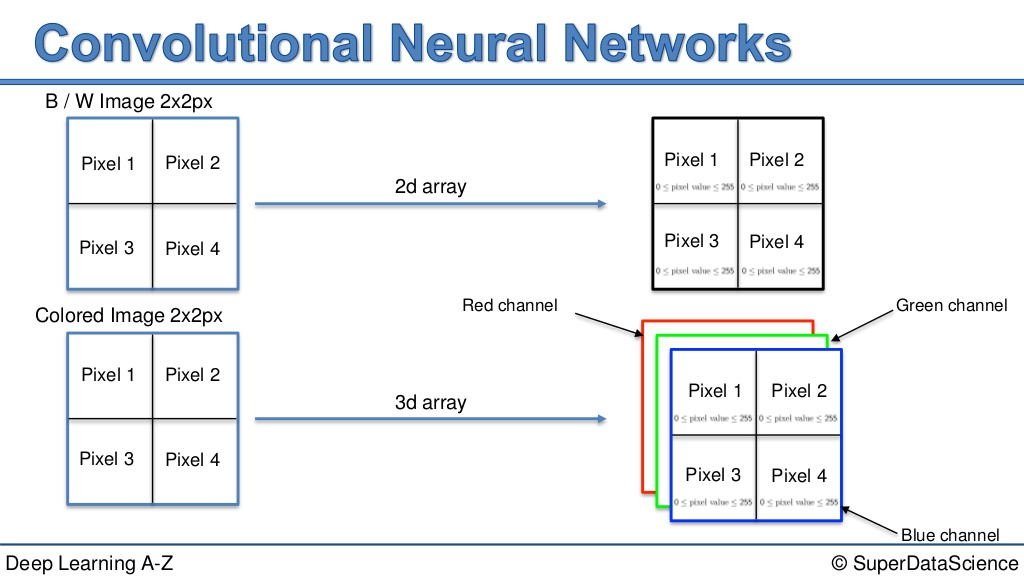 Convolutional Neural Networks
B / W Image 2x2px
Pixel 1 Pixel 2
Pixel 3 Pixel 4
2d array
Pixel 1 Pixel 2
0 ≤ pixel value ≤ 255 0 ≤ pixel value ≤ 255
Pixel 3 Pixel 4
0 ≤ pixel value ≤ 255 0 ≤ pixel value ≤ 255
Colored Image 2x2px
Pixel 1 Pixel 2
Pixel 3 Pixel 4
3d array
Red channel
Green channel
Pixel 1 Pixel 2
0 ≤ pixel value ≤ 255 0 ≤ pixel value ≤ 255
Pixel 3 Pixel 4
0 ≤ pixel value ≤ 255 0 ≤ pixel value ≤ 255
Blue channel
Deep Learning A-Z
© SuperDataScience